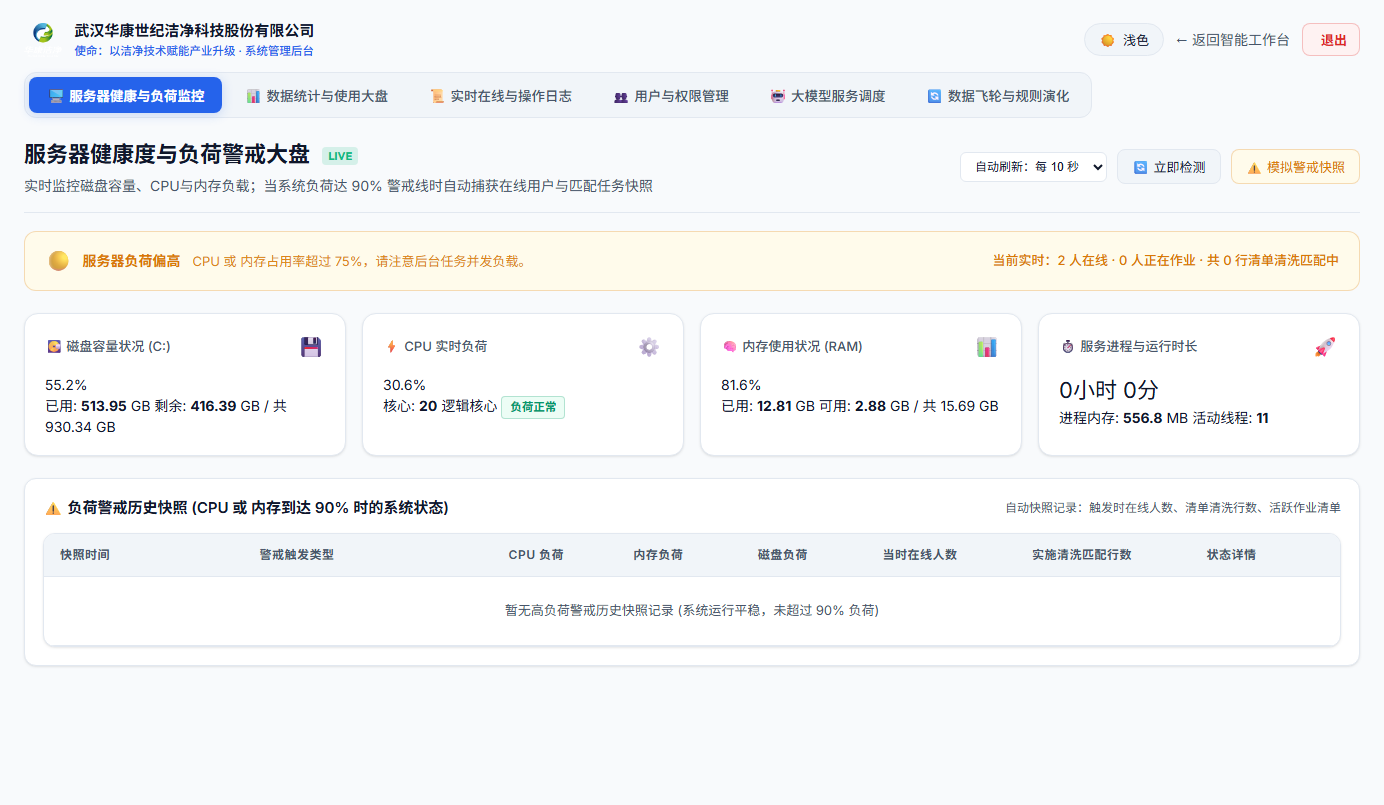 武汉华康世纪洁净科技股份有限公司
使命：以洁净技术赋能产业升级 · 系统管理后台
浅色
← 返回智能工作台
退出
服务器健康与负荷监控
数据统计与使用大盘
实时在线与操作日志
用户与权限管理
大模型服务调度
数据飞轮与规则演化
服务器健康度与负荷警戒大盘 LIVE
实时监控磁盘容量、CPU与内存负载；当系统负荷达 90% 警戒线时自动捕获在线用户与匹配任务快照
自动刷新：每 10 秒
立即检测
模拟警戒快照
服务器负荷偏高 CPU 或 内存占用率超过 75%，请注意后台任务并发负载。
当前实时：2 人在线 · 0 人正在作业 · 共 0 行清单清洗匹配中
磁盘容量状况 (C:)
55.2%
已用: 513.95 GB 剩余: 416.39 GB / 共
930.34 GB
CPU 实时负荷
30.6%
核心: 20 逻辑核心 负荷正常
内存使用状况 (RAM)
81.6%
已用: 12.81 GB 可用: 2.88 GB / 共 15.69 GB
服务进程与运行时长
0小时 0分
进程内存: 556.8 MB 活动线程: 11
负荷警戒历史快照 (CPU 或 内存到达 90% 时的系统状态)
自动快照记录：触发时在线人数、清单清洗行数、活跃作业清单
快照时间 警戒触发类型 CPU 负荷 内存负荷 磁盘负荷 当时在线人数 实施清洗匹配行数 状态详情
暂无高负荷警戒历史快照记录 (系统运行平稳，未超过 90% 负荷)